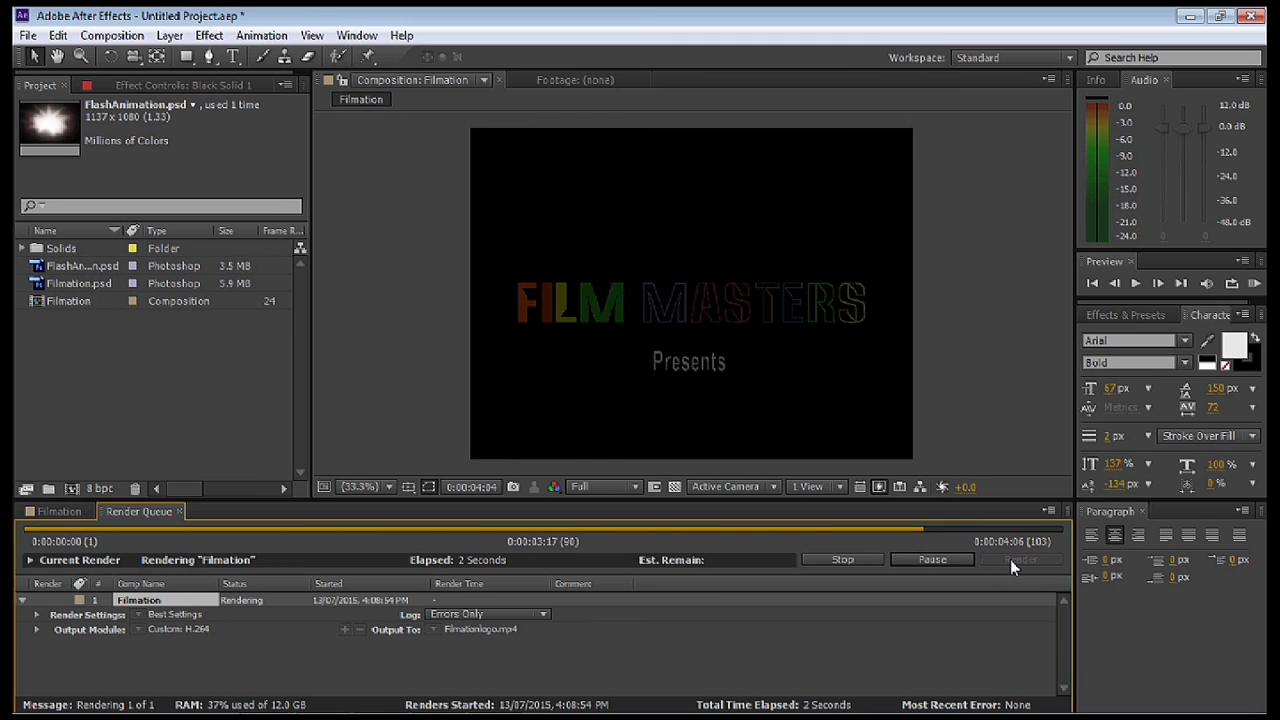 Adobe After Effects - Untitled Project.aep *
File Edit Composition Layer Effect Animation View Window Help
Workspace: Standard Search Help
Project Effect Controls: Black Solid 1 Composition: Filmation Footage: (none) Info Audio
Filmation
FlashAnimation.psd , used 1 time
1137 x 1080 (1.33)
Millions of Colors
0.0 12.0 dB
-3.0 0.0 dB
-6.0
-9.0 -12.0
-12.0 -24.0
-15.0
-18.0 -36.0
-21.0 -48.0 dB
-24.0 0 0
Name Type Size Frame R...
Solids Folder
FlashAn...n.psd Photoshop 3.5 MB
Filmation.psd Photoshop 5.9 MB
Filmation Composition 24
Preview
Effects & Presets Characte
Arial
Bold
67 px 150 px
Metrics 72
2 px Stroke Over Fill
137 % 100 %
-134 px 0 %
FILM MASTERS
Presents
8 bpc (33.3%) 0:00:04:04 Full Active Camera 1 View +0.0
Filmation Render Queue
0:00:00:00 (1) 0:00:03:17 (90) 0:00:04:06 (103)
Current Render Rendering "Filmation" Elapsed: 2 Seconds Est. Remain: Stop Pause Render
Render # Comp Name Status Started Render Time Comment
1 Filmation Rendering 13/07/2015, 4:08:54 PM -
Render Settings: Best Settings Log: Errors Only
Output Module: Custom: H.264 Output To: Filmationlogo.mp4
Paragraph
0 px 0 px 0 px
0 px 0 px
Message: Rendering 1 of 1 RAM: 37% used of 12.0 GB Renders Started: 13/07/2015, 4:08:54 PM Total Time Elapsed: 2 Seconds Most Recent Error: None